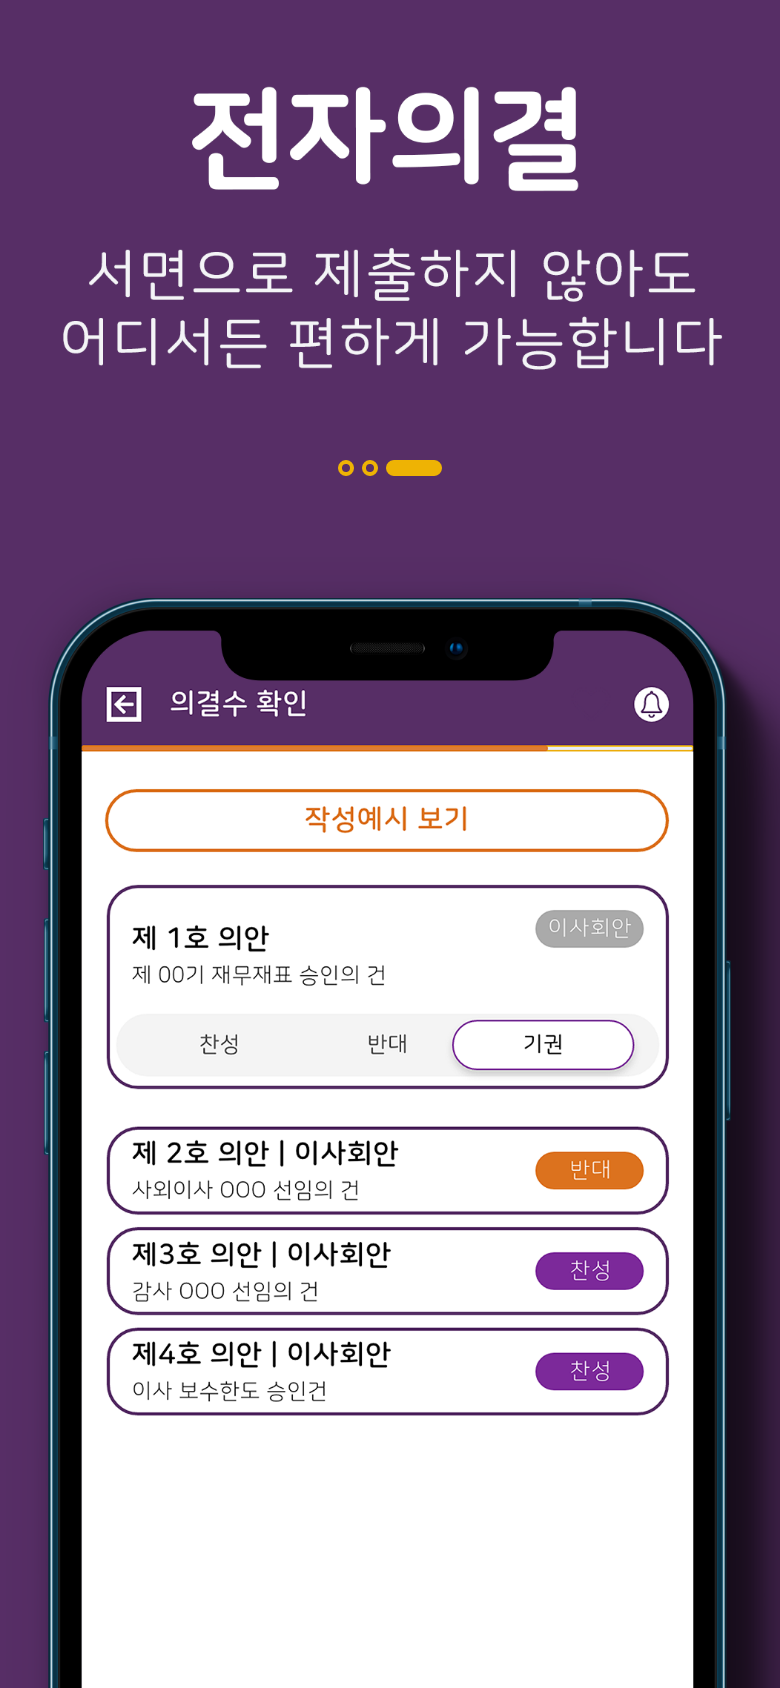 전자의결
서면으로 제출하지 않아도
어디서든 편하게 가능합니다
의결수 확인
작성예시 보기
이사회안
제 1호 의안
제 00기 재무재표 승인의 건
찬성 반대 기권
제 2호 의안 | 이사회안
사외이사 OOO 선임의 건
반대
제3호 의안 | 이사회안
감사 OOO 선임의 건
찬성
제4호 의안 | 이사회안
이사 보수한도 승인건
찬성